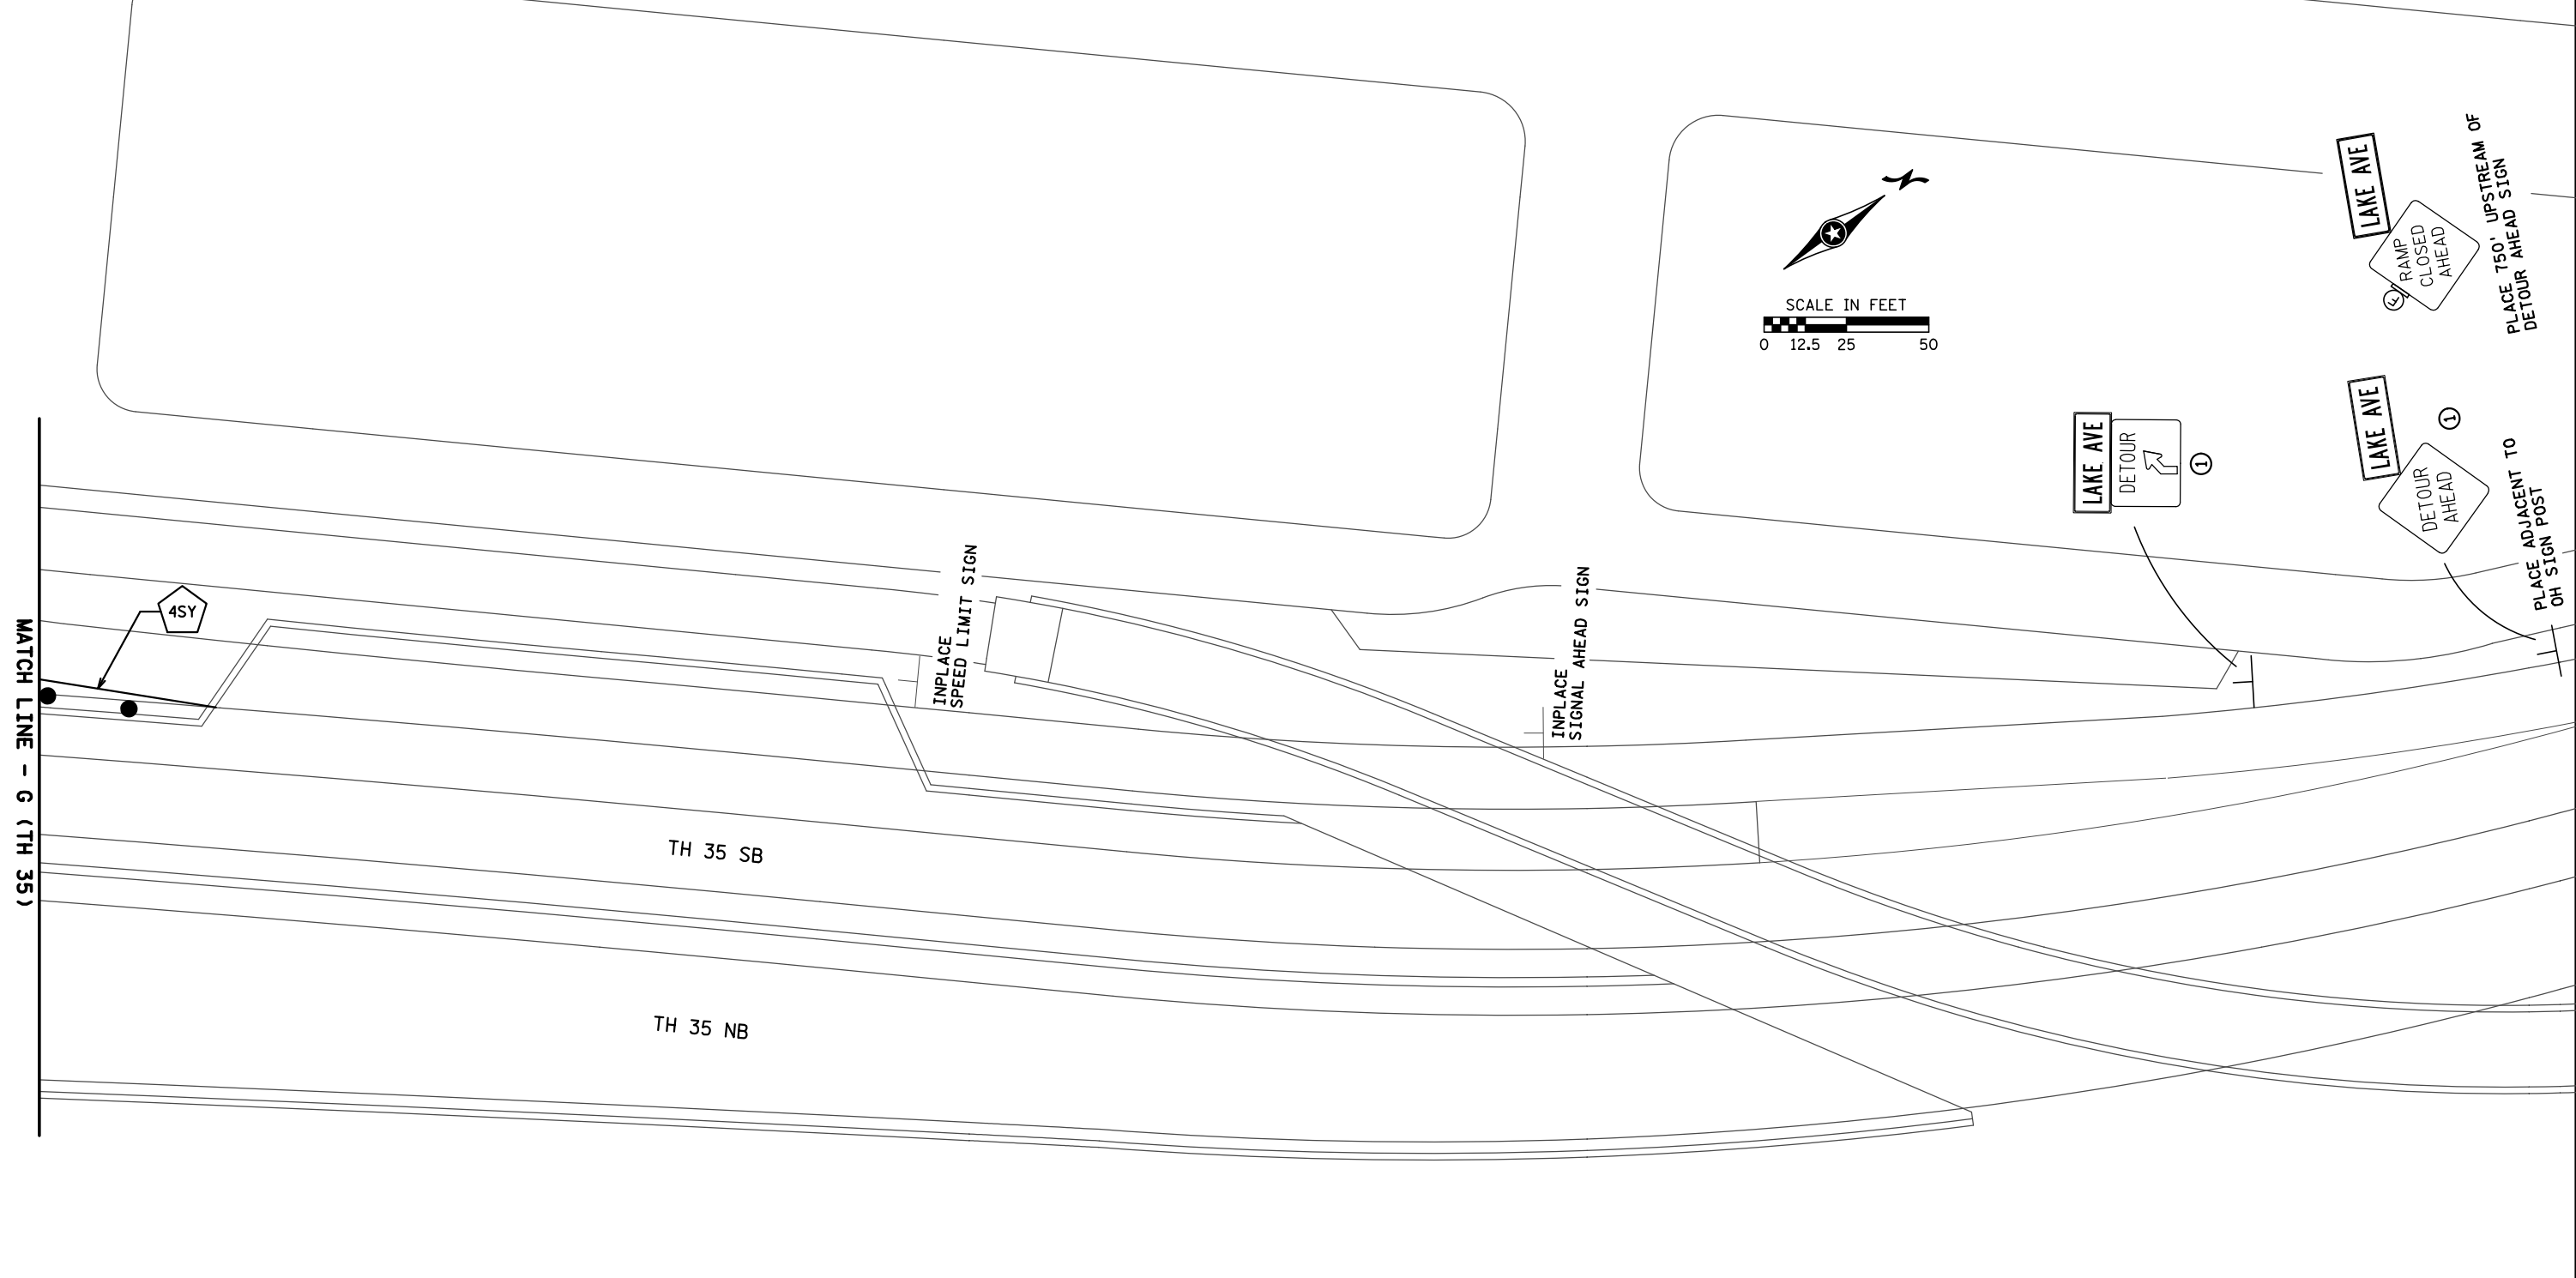 MATCH LINE - G (TH 35)
4SY
TH 35 SB
TH 35 NB
INPLACE
SPEED LIMIT SIGN
INPLACE
SIGNAL AHEAD SIGN
SCALE IN FEET
0 12.5 25 50
LAKE AVE
DETOUR
1
LAKE AVE
RAMP
CLOSED
AHEAD
F
PLACE 750' UPSTREAM OF
DETOUR AHEAD SIGN
LAKE AVE
DETOUR
AHEAD
1
PLACE ADJACENT TO
OH SIGN POST